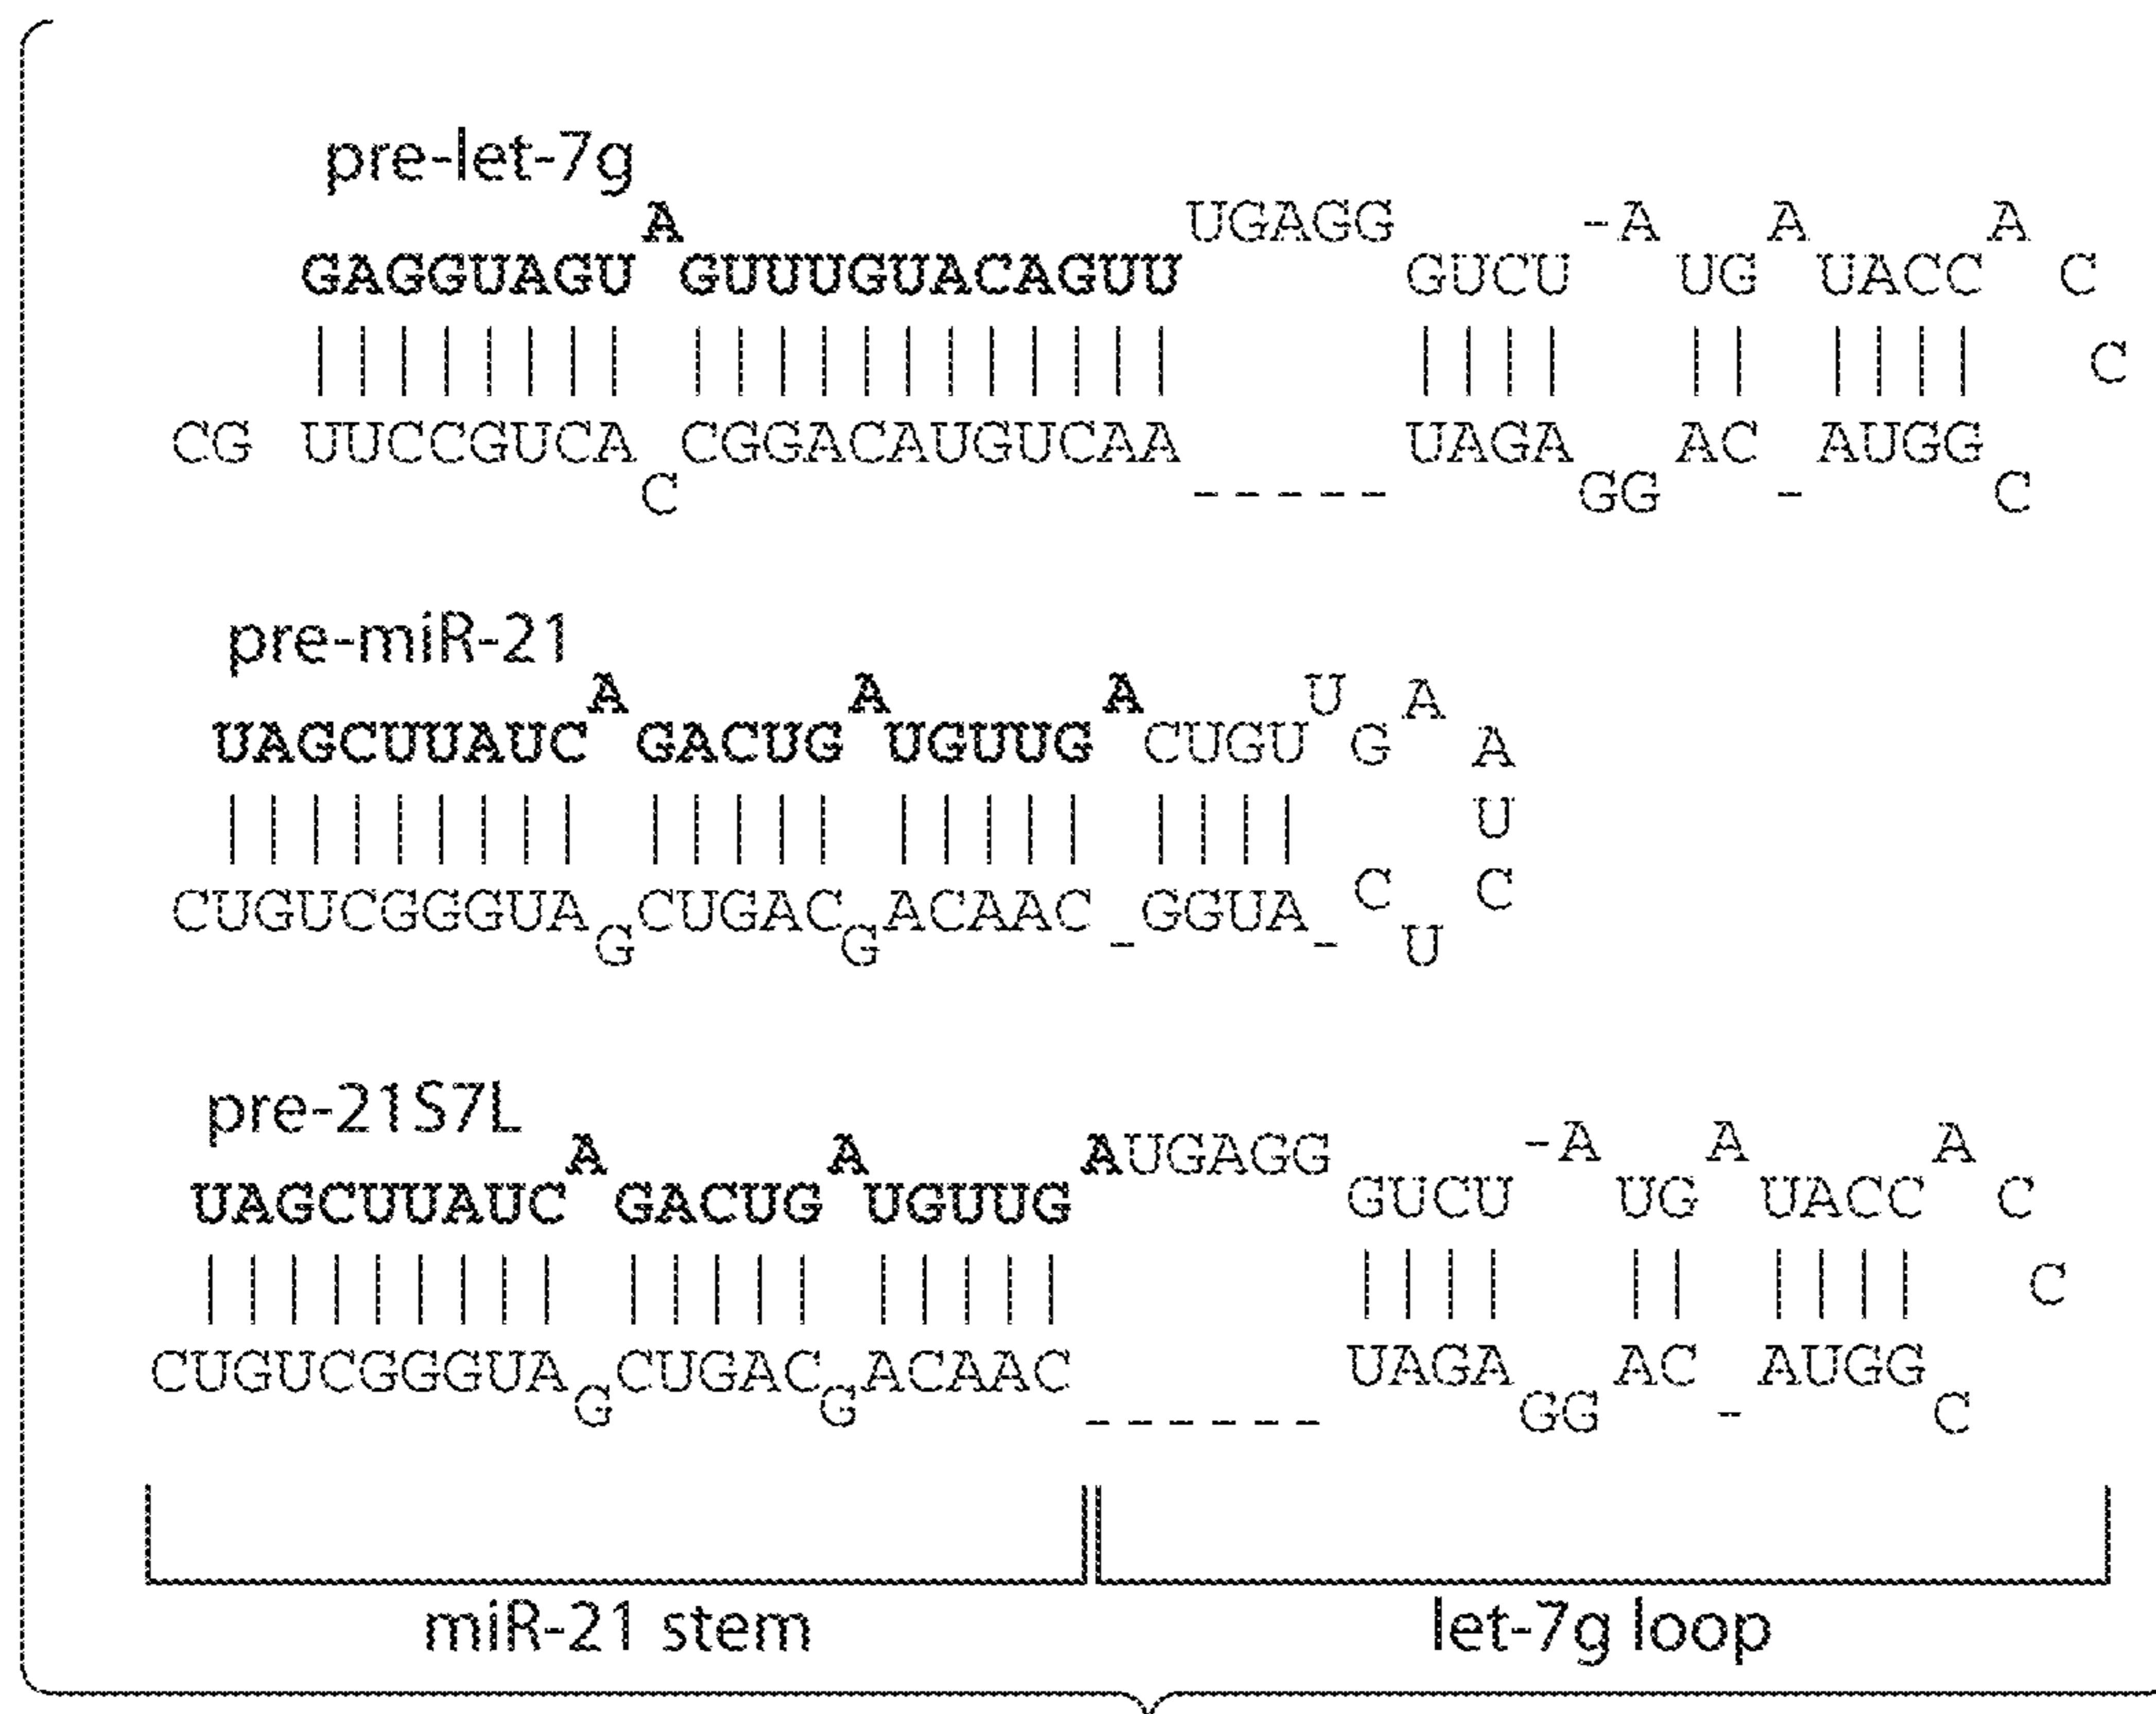 pre-let-7g
A UGAGG -A A A
GAGGUAGU GUUUGUACAGUU GUCU UG UACC C
C
CG UUCCGUCA CGGACAUGUCAA UAGA AC AUGG
C ----- GG - C
pre-miR-21
A A A U A
UAGCUUAUC GACUG UGUUG CUGU G A
U
C C
CUGUCGGGUA CUGAC ACAAC GGUA
G G - - U
pre-21S7L
A A AUGAGG -A A A
UAGCUUAUC GACUG UGUUG GUCU UG UACC C
C
CUGUCGGGUA CUGAC ACAAC UAGA AC AUGG
G G ------ GG - C
miR-21 stem let-7g loop